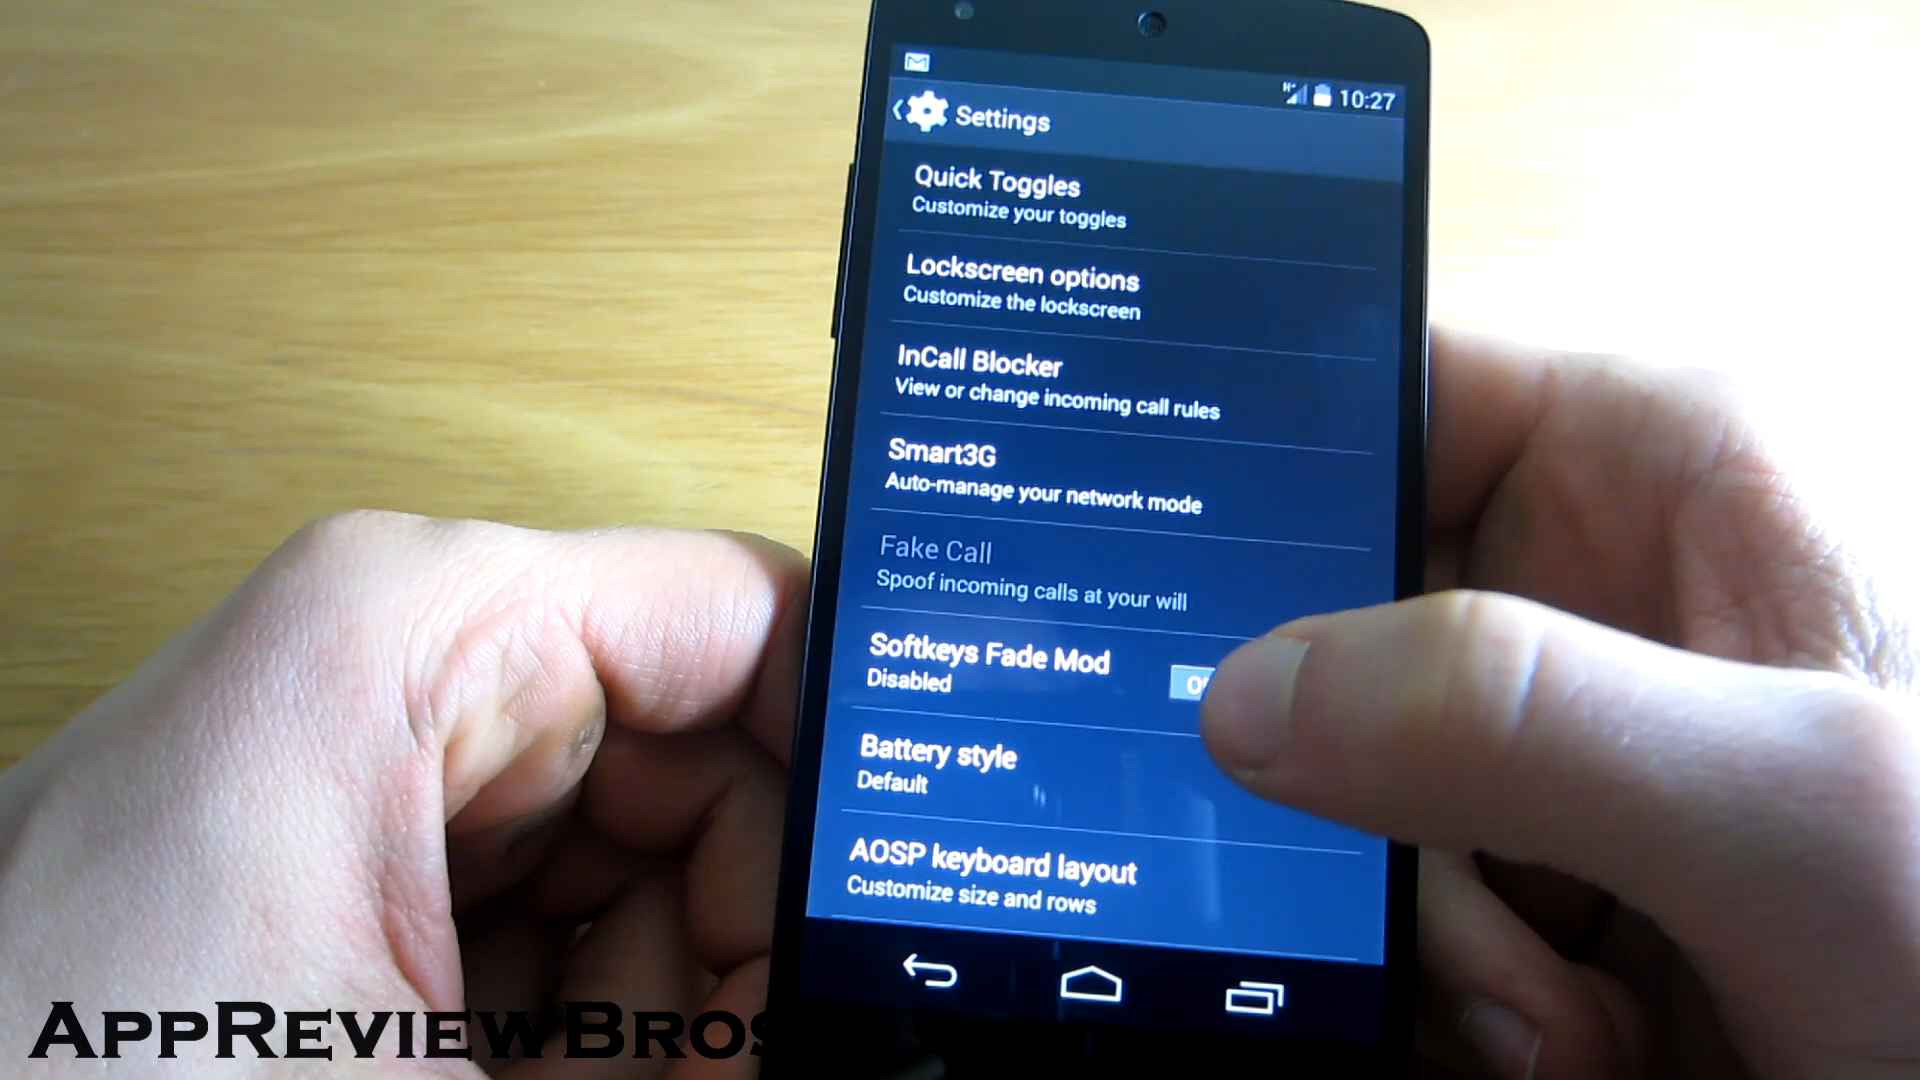 10:27
Settings
Quick Toggles
Customize your toggles
Lockscreen options
Customize the lockscreen
InCall Blocker
View or change incoming call rules
Smart3G
Auto-manage your network mode
Fake Call
Spoof incoming calls at your will
Softkeys Fade Mod
Disabled
Battery style
Default
AOSP keyboard layout
Customize size and rows
AppReviewBros